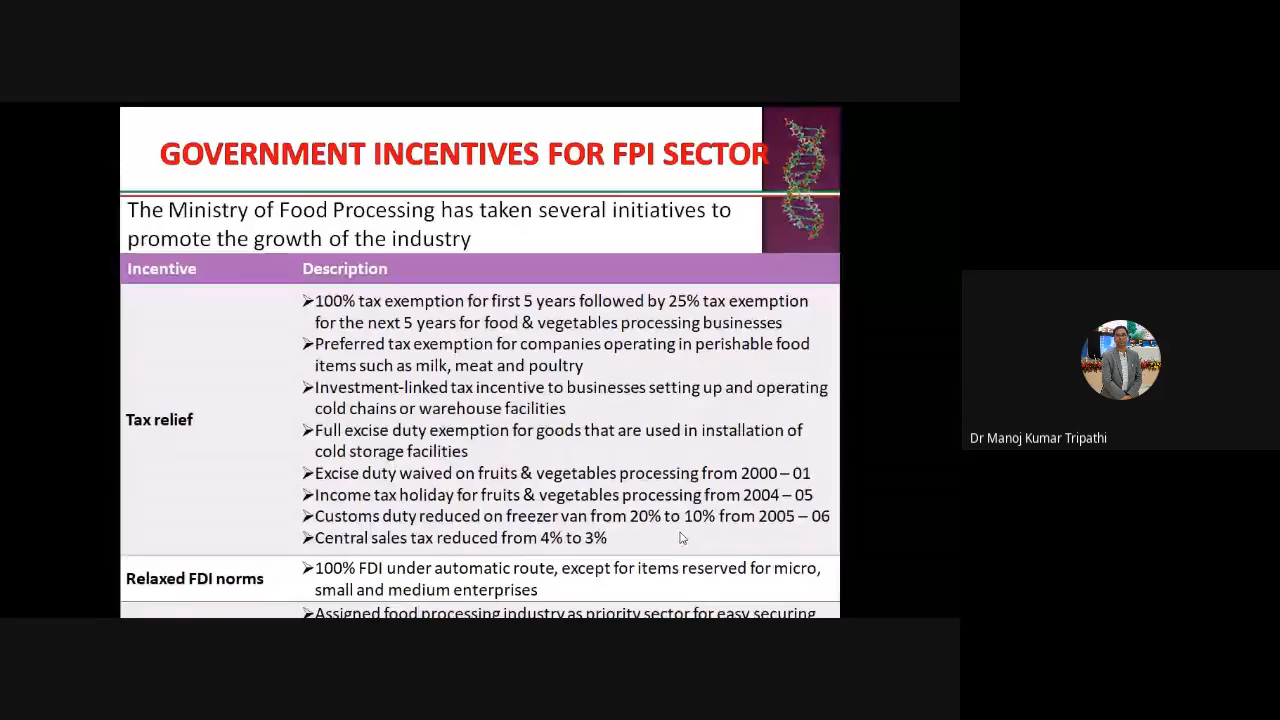 GOVERNMENT INCENTIVES FOR FPI SECTOR
The Ministry of Food Processing has taken several initiatives to
promote the growth of the industry
Incentive Description
Tax relief
➢100% tax exemption for first 5 years followed by 25% tax exemption
for the next 5 years for food & vegetables processing businesses
➢Preferred tax exemption for companies operating in perishable food
items such as milk, meat and poultry
➢Investment-linked tax incentive to businesses setting up and operating
cold chains or warehouse facilities
➢Full excise duty exemption for goods that are used in installation of
cold storage facilities
➢Excise duty waived on fruits & vegetables processing from 2000 – 01
➢Income tax holiday for fruits & vegetables processing from 2004 – 05
➢Customs duty reduced on freezer van from 20% to 10% from 2005 – 06
➢Central sales tax reduced from 4% to 3%
Relaxed FDI norms
➢100% FDI under automatic route, except for items reserved for micro,
small and medium enterprises
➢Assigned food processing industry as priority sector for easy securing
Dr Manoj Kumar Tripathi